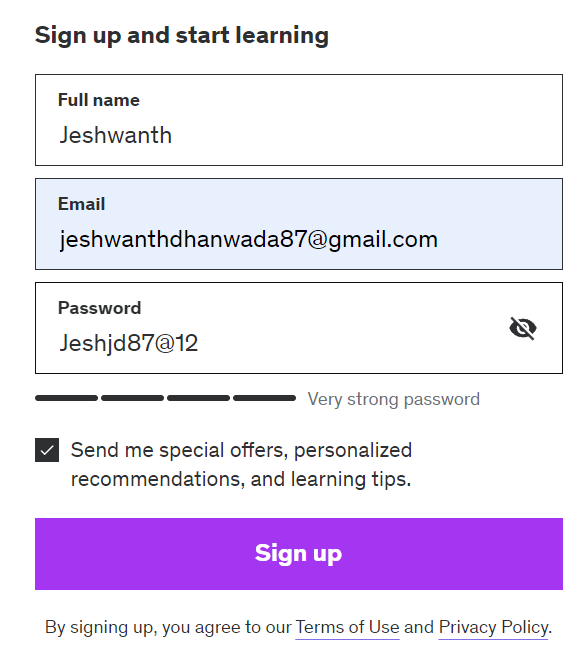 Sign up and start learning
Full name
Jeshwanth
Email
jeshwanthdhanwada87@gmail.com
Password
Jeshjd87@12
Very strong password
Send me special offers, personalized
recommendations, and learning tips.
Sign up
By signing up, you agree to our Terms of Use and Privacy Policy.